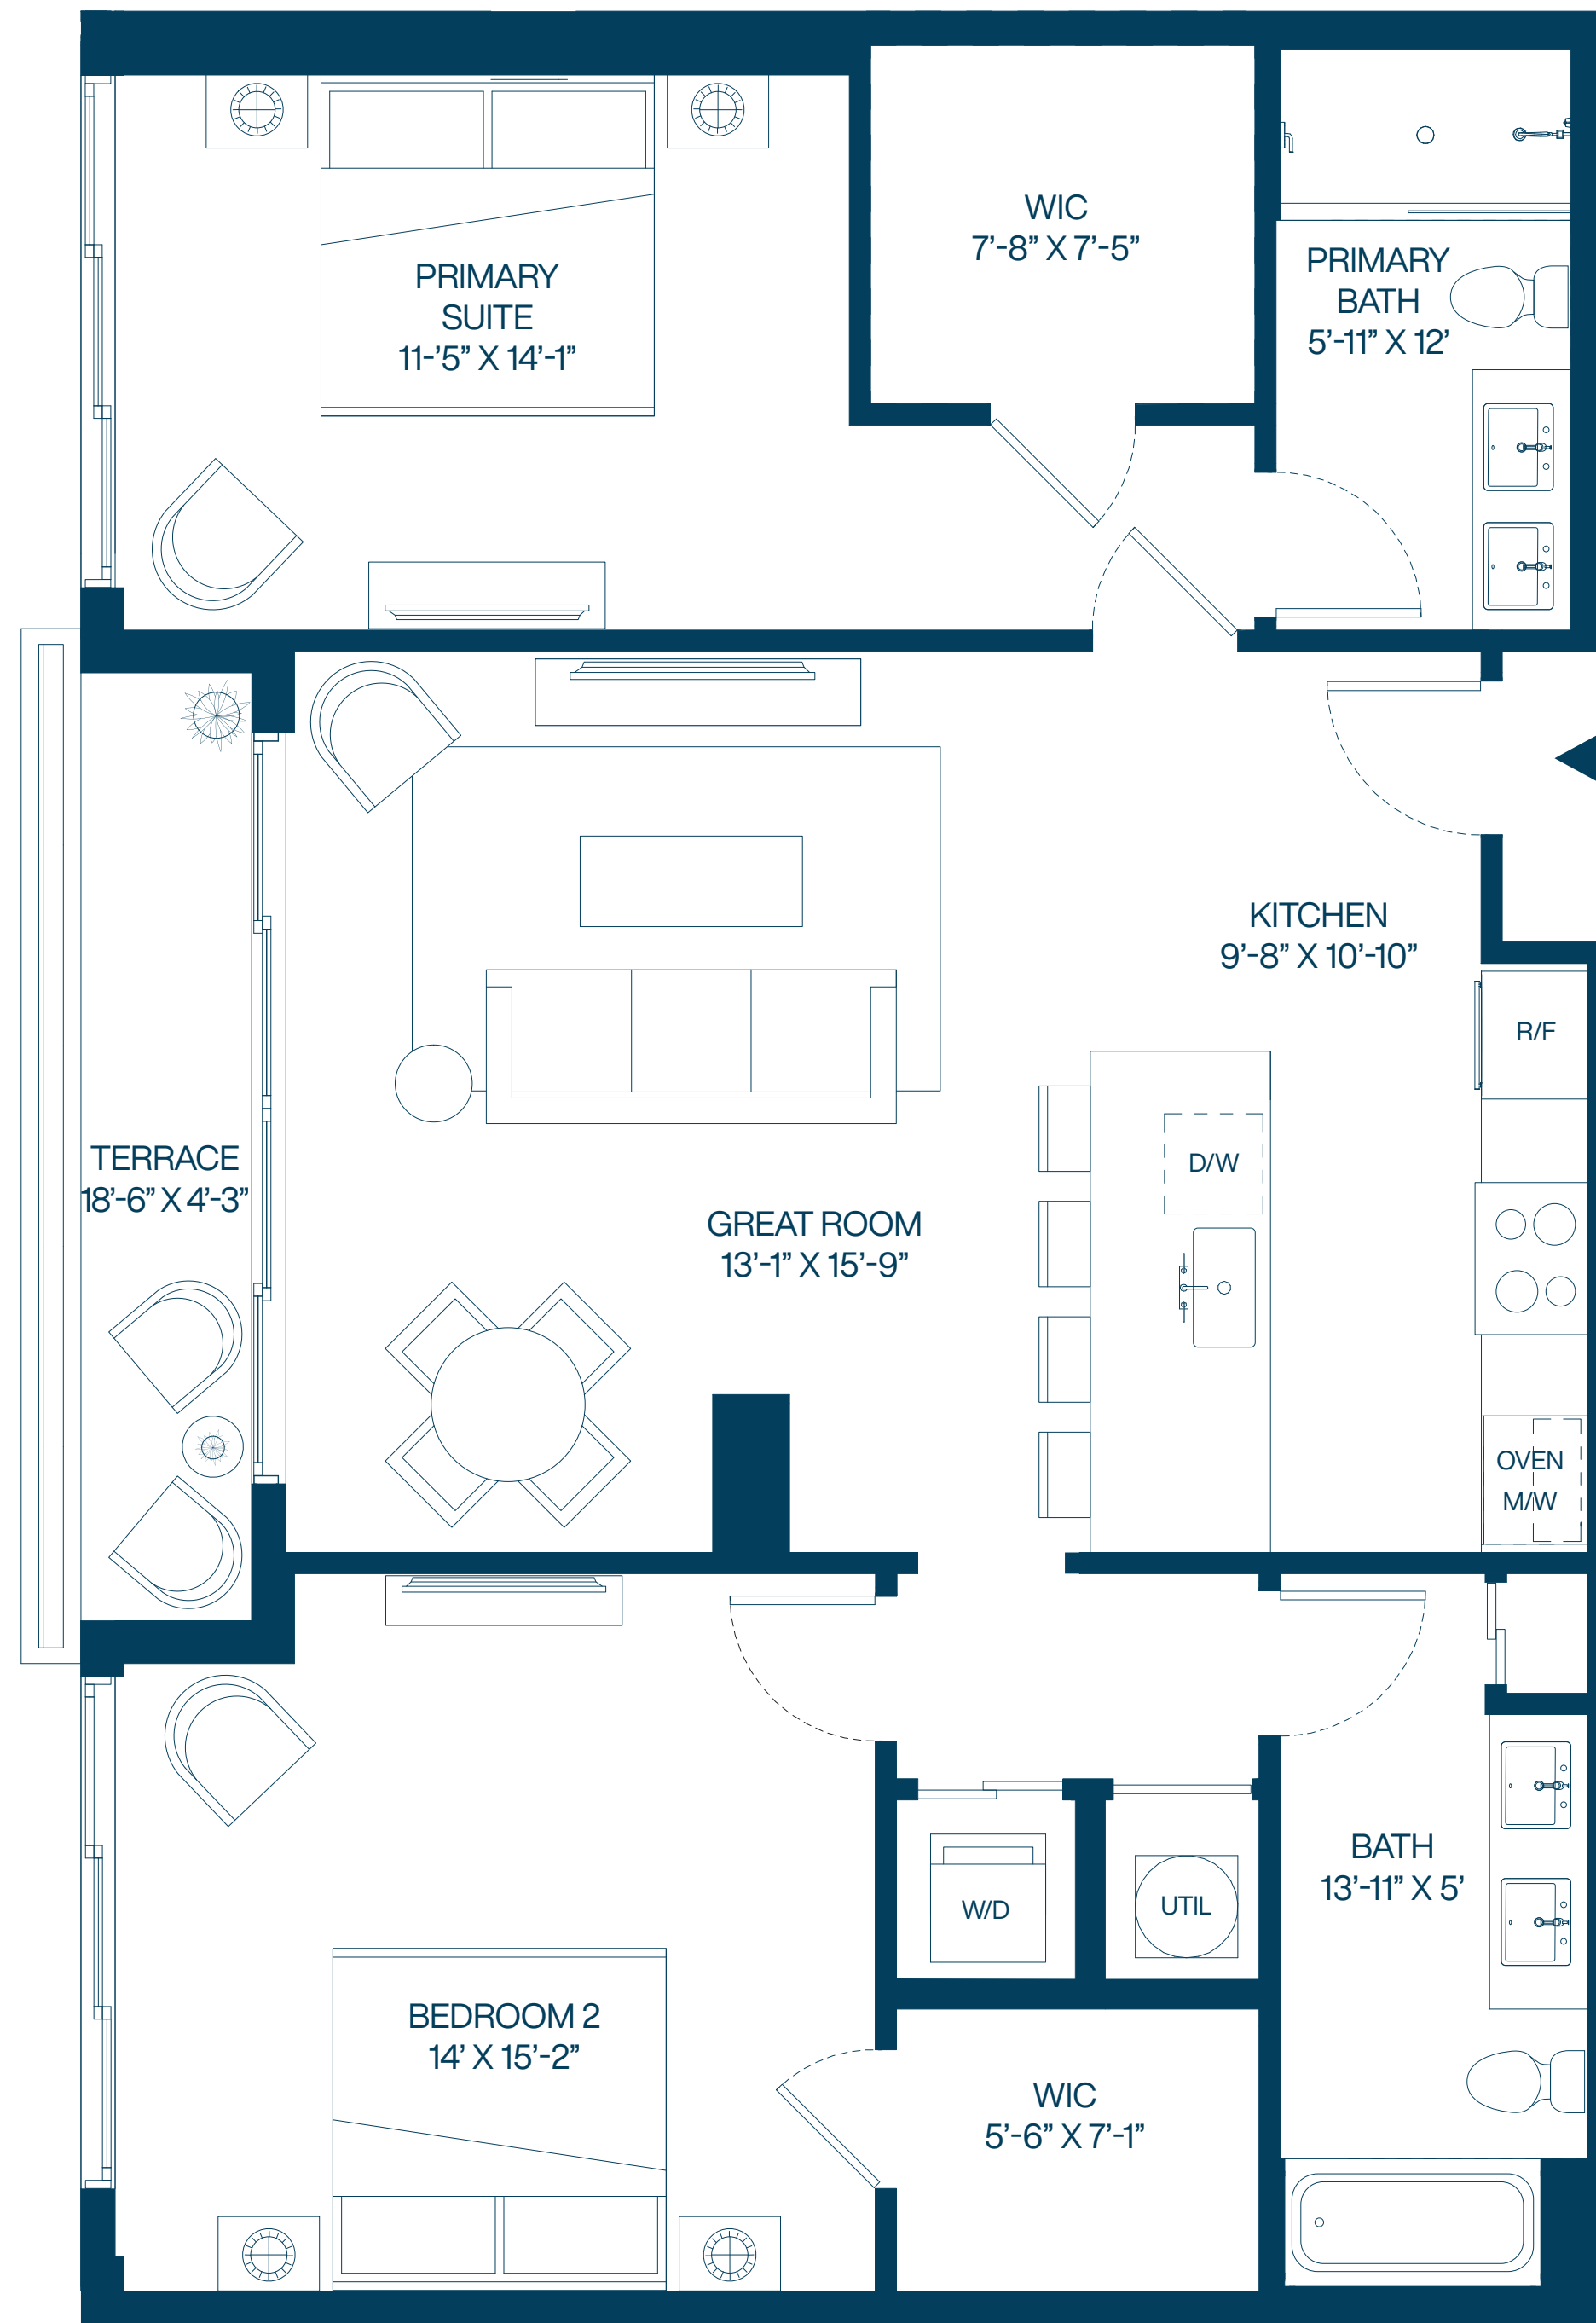 WIC
7’-8” X 7’-5”
PRIMARY
BATH
5’-11” X 12’
PRIMARY
SUITE
11-’5” X 14’-1”
KITCHEN
9’-8” X 10’-10”
R/F
D/W
TERRACE
18’-6” X 4’-3”
GREAT ROOM
13’-1” X 15’-9”
OVEN
M/W
BATH
13’-11” X 5’
W/D
UTIL
BEDROOM 2
14’ X 15’-2”
WIC
5’-6” X 7’-1”